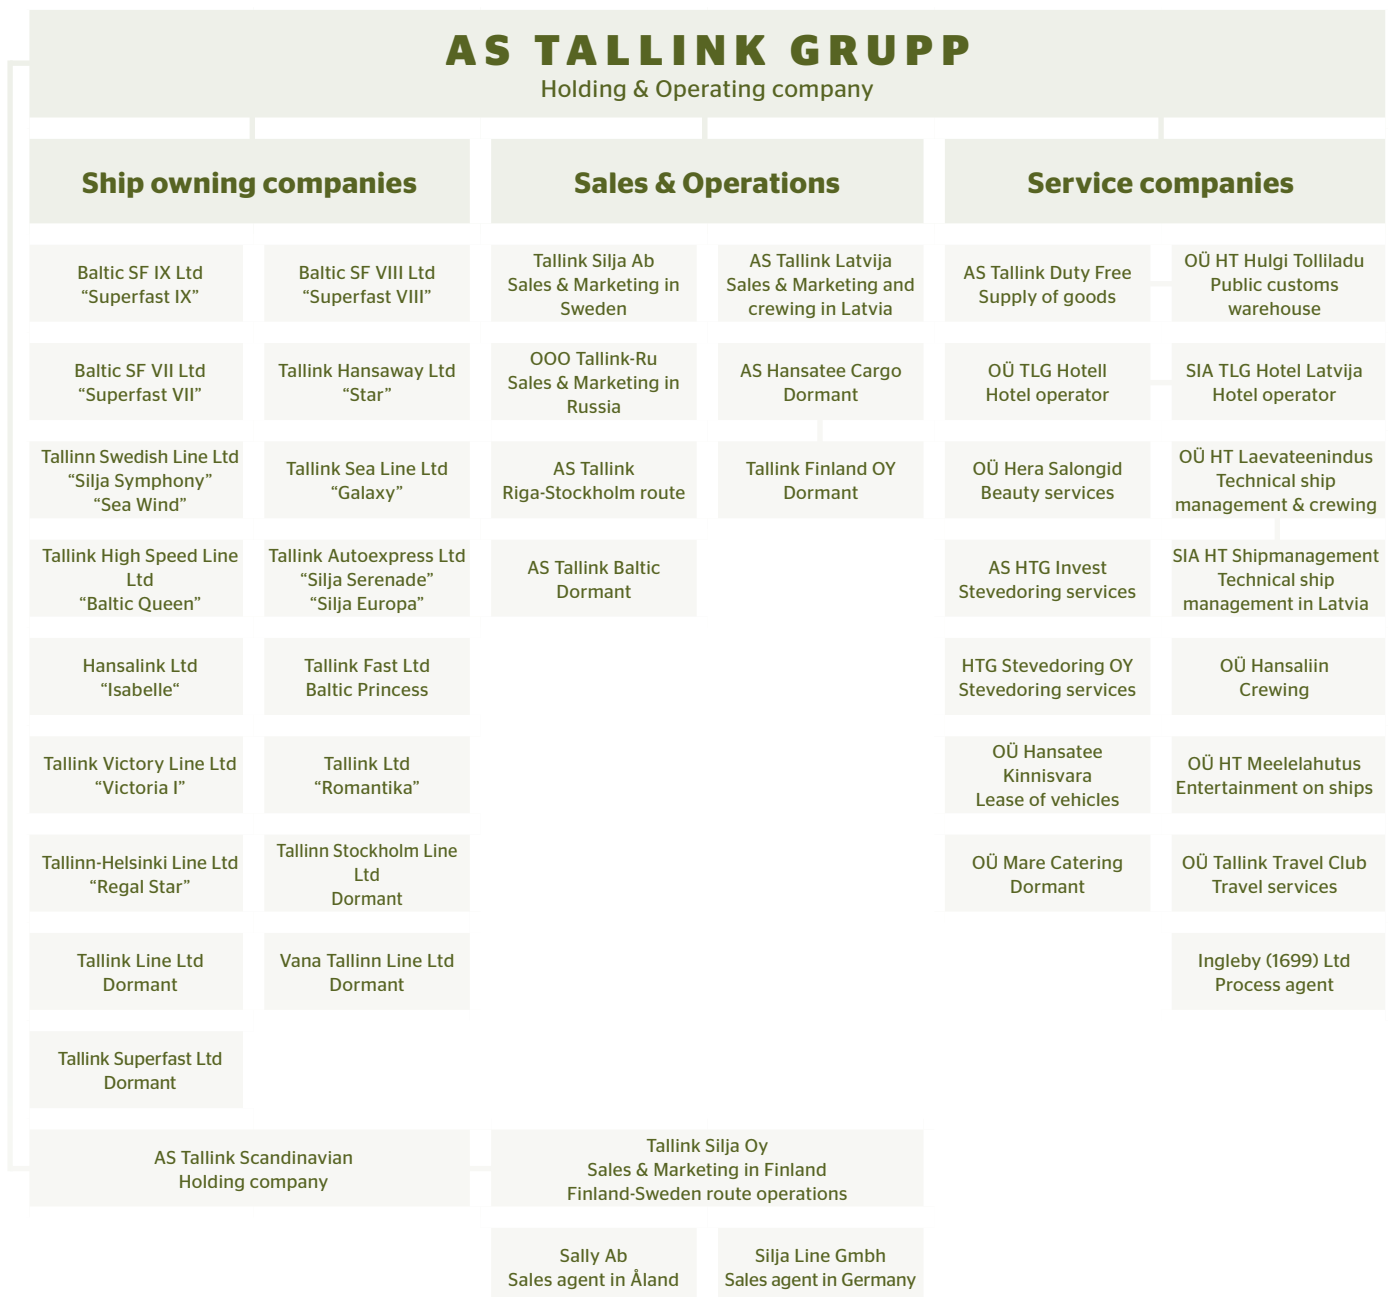 AS TALLINK GRUPP
Holding & Operating company
Ship owning companies
Baltic SF IX Ltd
“Superfast IX”
Baltic SF VIII Ltd
“Superfast VIII”
Baltic SF VII Ltd
“Superfast VII”
Tallink Hansaway Ltd
“Star”
Tallinn Swedish Line Ltd
“Silja Symphony”
“Sea Wind”
Tallink Sea Line Ltd
“Galaxy”
Tallink High Speed Line
Ltd
“Baltic Queen”
Tallink Autoexpress Ltd
“Silja Serenade”
“Silja Europa”
Hansalink Ltd
“Isabelle“
Tallink Fast Ltd
Baltic Princess
Tallink Victory Line Ltd
“Victoria I”
Tallink Ltd
“Romantika”
Tallinn-Helsinki Line Ltd
“Regal Star”
Tallinn Stockholm Line
Ltd
Dormant
Tallink Line Ltd
Dormant
Vana Tallinn Line Ltd
Dormant
Tallink Superfast Ltd
Dormant
Sales & Operations
Tallink Silja Ab
Sales & Marketing in
Sweden
AS Tallink Latvija
Sales & Marketing and
crewing in Latvia
OOO Tallink-Ru
Sales & Marketing in
Russia
AS Hansatee Cargo
Dormant
AS Tallink
Riga-Stockholm route
Tallink Finland OY
Dormant
AS Tallink Baltic
Dormant
Service companies
AS Tallink Duty Free
Supply of goods
OÜ HT Hulgi Tolliladu
Public customs
warehouse
OÜ TLG Hotell
Hotel operator
SIA TLG Hotel Latvija
Hotel operator
OÜ Hera Salongid
Beauty services
OÜ HT Laevateenindus
Technical ship
management & crewing
AS HTG Invest
Stevedoring services
SIA HT Shipmanagement
Technical ship
management in Latvia
HTG Stevedoring OY
Stevedoring services
OÜ Hansaliin
Crewing
OÜ Hansatee
Kinnisvara
Lease of vehicles
OÜ HT Meelelahutus
Entertainment on ships
OÜ Mare Catering
Dormant
OÜ Tallink Travel Club
Travel services
Ingleby (1699) Ltd
Process agent
AS Tallink Scandinavian
Holding company
Tallink Silja Oy
Sales & Marketing in Finland
Finland-Sweden route operations
Sally Ab
Sales agent in Åland
Silja Line Gmbh
Sales agent in Germany